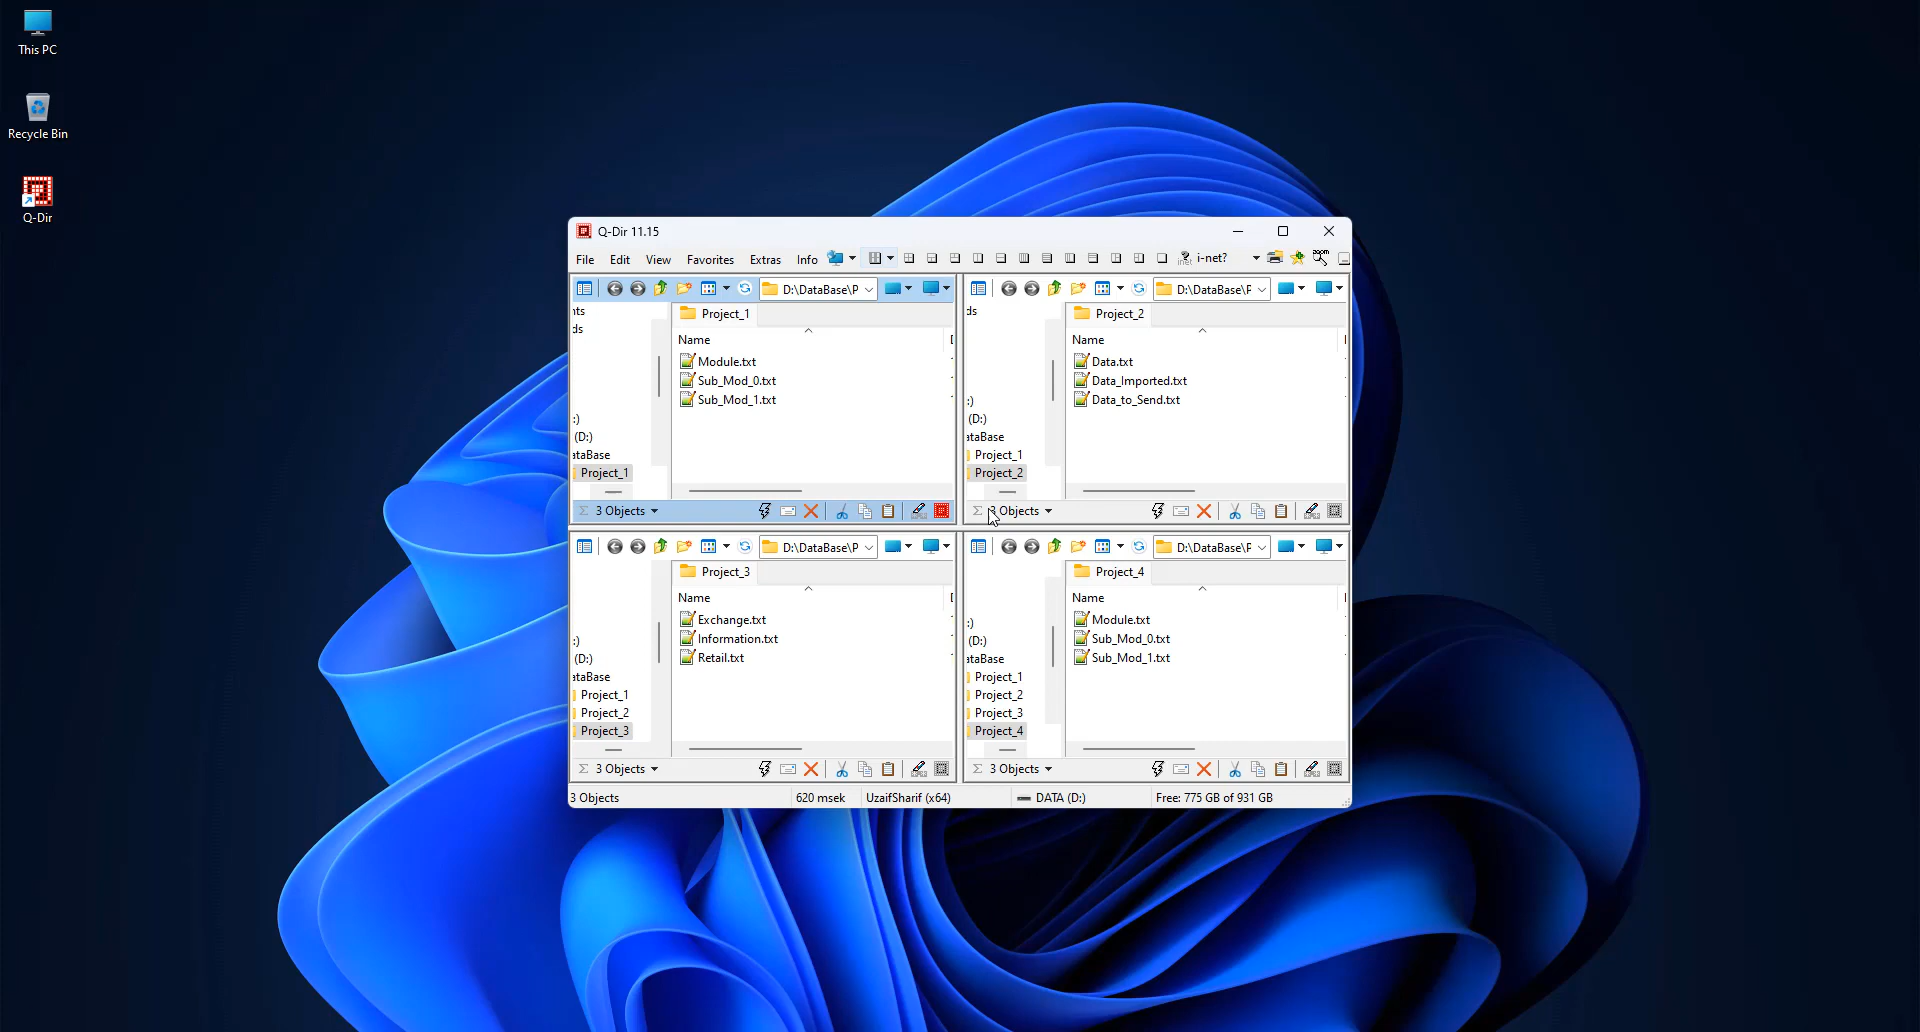 This PC
Recycle Bin
Q-Dir
Q-Dir 11.15
File Edit View Favorites Extras Info i-net?
D:\DataBase\P
Project_1
Name
Module.txt
Sub_Mod_0.txt
Sub_Mod_1.txt
nts
ds
:)
(D:)
ataBase
Project_1
3 Objects
D:\DataBase\P
Project_2
Name
Data.txt
Data_Imported.txt
Data_to_Send.txt
ds
:)
(D:)
ataBase
Project_1
Project_2
3 Objects
D:\DataBase\P
Project_3
Name
Exchange.txt
Information.txt
Retail.txt
:)
(D:)
ataBase
Project_1
Project_2
Project_3
3 Objects
D:\DataBase\P
Project_4
Name
Module.txt
Sub_Mod_0.txt
Sub_Mod_1.txt
:)
(D:)
ataBase
Project_1
Project_2
Project_3
Project_4
3 Objects
3 Objects 620 msek UzaifSharif (x64) DATA (D:) Free: 775 GB of 931 GB